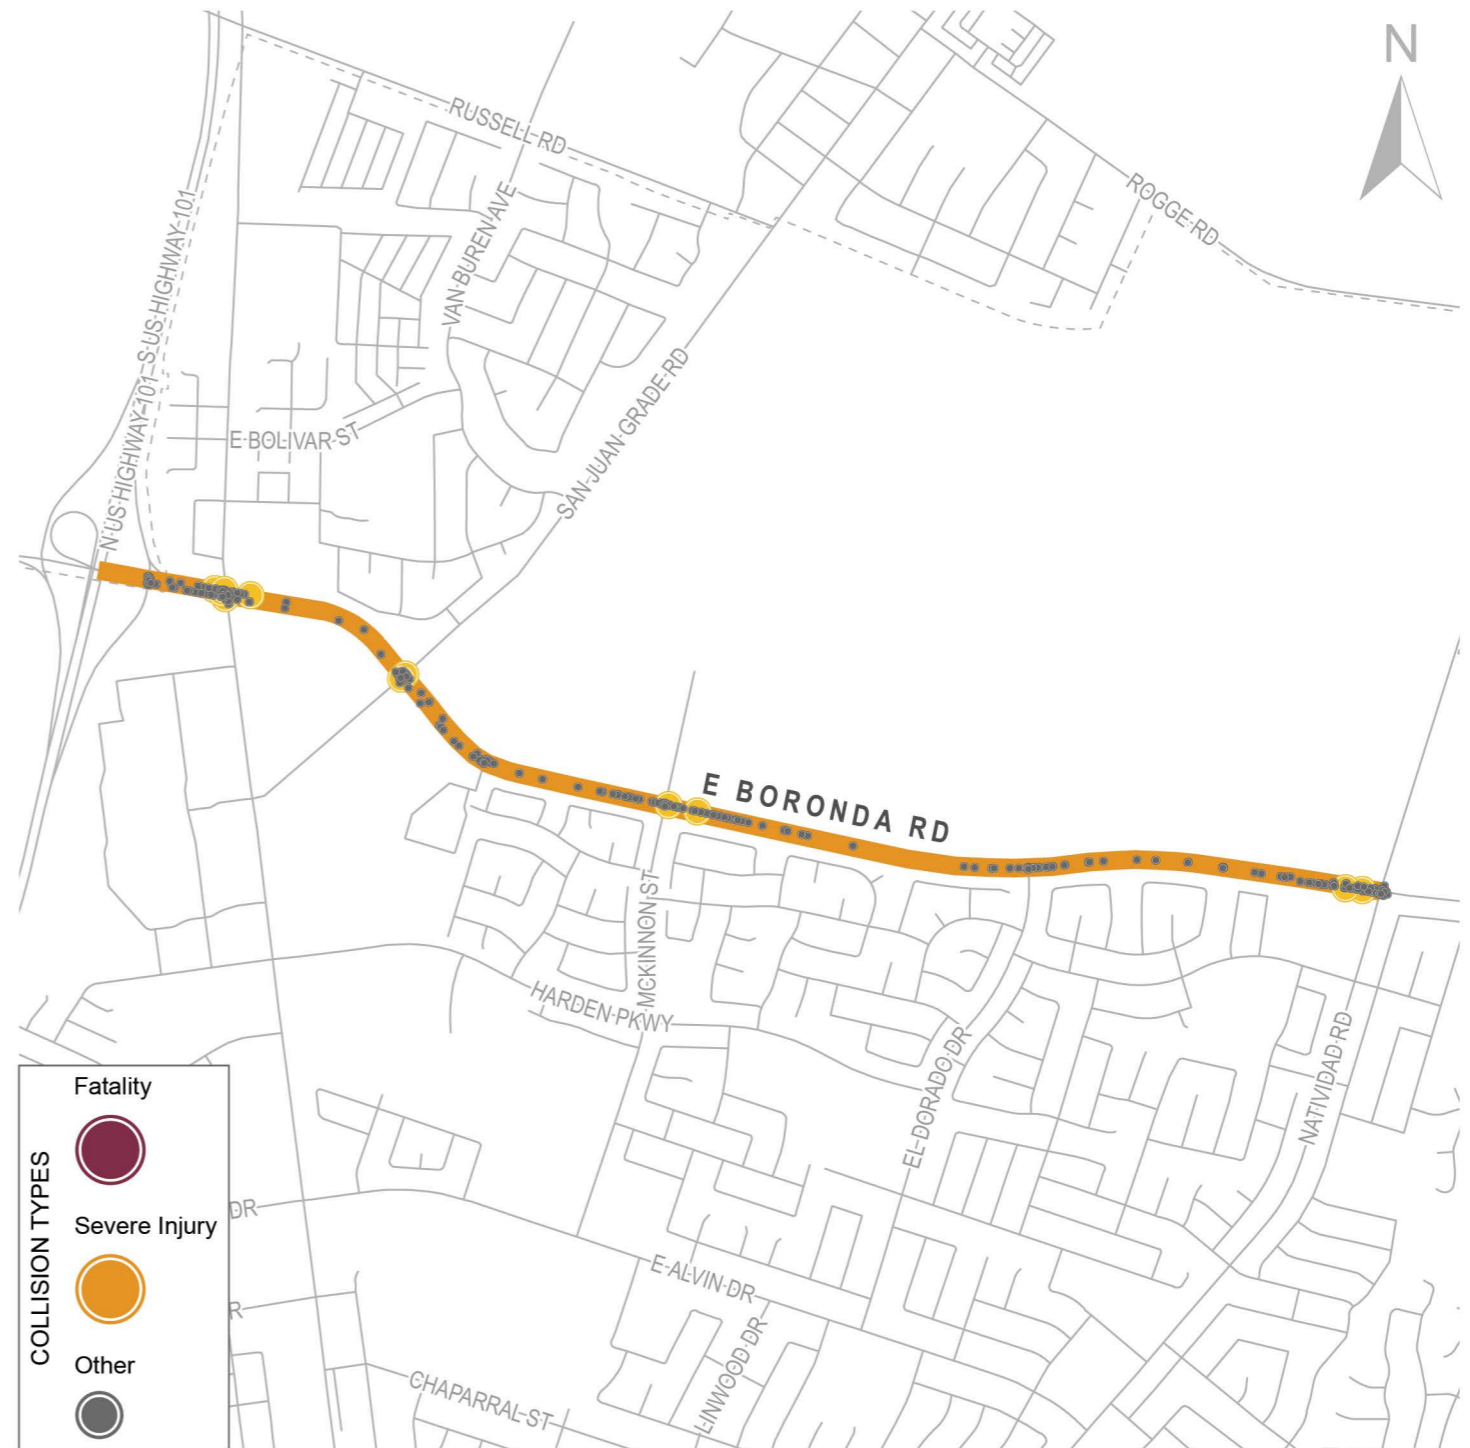 N
RUSSELL RD
ROGGE RD
S US HIGHWAY 101
VAN BUREN AVE
N US HIGHWAY 101
SAN JUAN GRADE RD
E BOLIVAR ST
E BORONDA RD
MCKINNON ST
HARDEN PKWY
EL DORADO DR
NATIVIDAD RD
COLLISION TYPES
Fatality
Severe Injury
Other
DR
R
E ALVIN DR
LINWOOD DR
CHAPARRAL ST